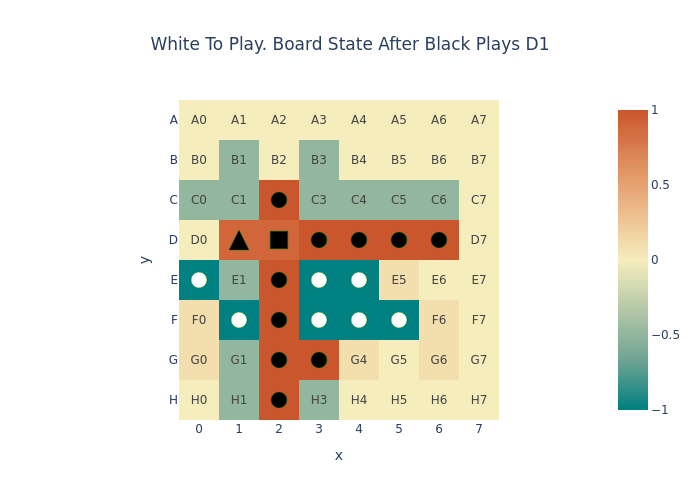 White To Play. Board State After Black Plays D1
A A0 A1 A2 A3 A4 A5 A6 A7
B B0 B1 B2 B3 B4 B5 B6 B7
C C0 C1 C3 C4 C5 C6 C7
D D0 D7
E E1 E5 E6 E7
F F0 F6 F7
G G0 G1 G4 G5 G6 G7
H H0 H1 H3 H4 H5 H6 H7
0 1 2 3 4 5 6 7
x
y
1
0.5
0
−0.5
−1